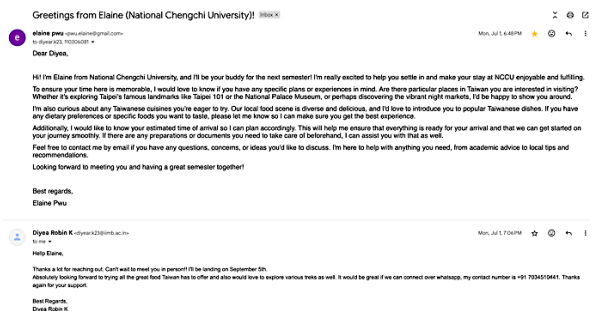 Greetings from Elaine (National Chengchi University)! Inbox ×
elaine pwu <pwu.elaine@gmail.com>
Mon, Jul 1, 6:48PM
to diyear.k23, 110306081
Dear Diyea,
Hi! I'm Elaine from National Chengchi University, and I'll be your buddy for the next semester! I'm really excited to help you settle in and make your stay at NCCU enjoyable and fulfilling.
To ensure your time here is memorable, I would love to know if you have any specific plans or experiences in mind. Are there particular places in Taiwan you are interested in visiting?
Whether it's exploring Taipei's famous landmarks like Taipei 101 or the National Palace Museum, or perhaps discovering the vibrant night markets, I'd be happy to show you around.
I'm also curious about any Taiwanese cuisines you're eager to try. Our local food scene is diverse and delicious, and I'd love to introduce you to popular Taiwanese dishes. If you have
any dietary preferences or specific foods you want to taste, please let me know so I can make sure you get the best experience.
Additionally, I would like to know your estimated time of arrival so I can plan accordingly. This will help me ensure that everything is ready for your arrival and that we can get started on
your journey smoothly. If there are any preparations or documents you need to take care of beforehand, I can assist you with that as well.
Feel free to contact me by email if you have any questions, concerns, or ideas you'd like to discuss. I'm here to help with anything you need, from academic advice to local tips and
recommendations.
Looking forward to meeting you and having a great semester together!
Best regards,
Elaine Pwu
Diyea Robin K <diyear.k23@iimb.ac.in>
Mon, Jul 1, 7:06PM
to me
Help Elaine,
Thanks a lot for reaching out. Can't wait to meet you in person!! I'll be landing on September 5th.
Absolutely looking forward to trying all the great food Taiwan has to offer and also would love to explore various treks as well. It would be great if we can connect over whatsapp, my contact number is +91 7034510441. Thanks
again for your support.
Best Regards,
Diyea Robin K